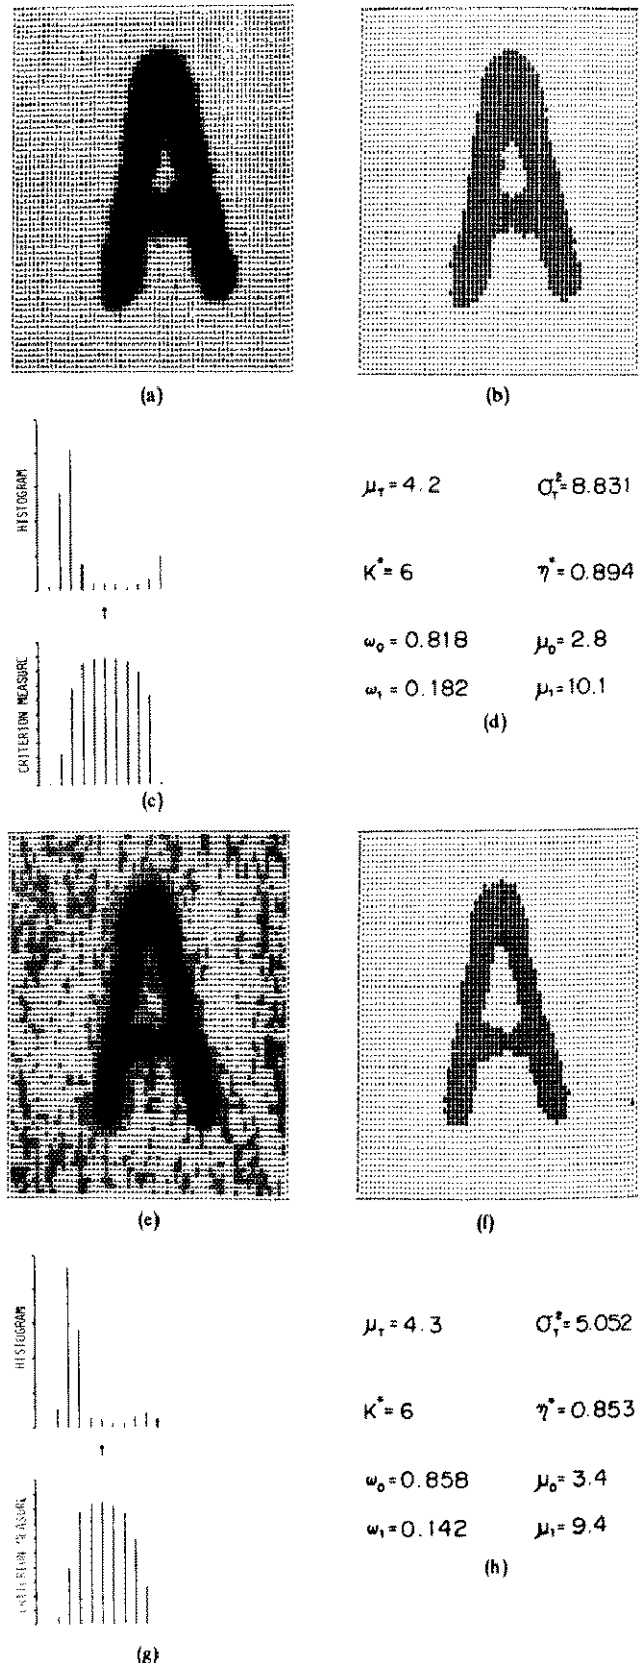 (a)
(b)
HISTOGRAM
CRITERION MEASURE
(c)
μT = 4.2 σT² = 8.831
K* = 6 η* = 0.894
ω0 = 0.818 μ0 = 2.8
ω1 = 0.182 μ1 = 10.1
(d)
A
(e)
(f)
HISTOGRAM
CRITERION MEASURE
(g)
μT = 4.3 σT² = 5.052
K* = 6 η* = 0.853
ω0 = 0.858 μ0 = 3.4
ω1 = 0.142 μ1 = 9.4
(h)